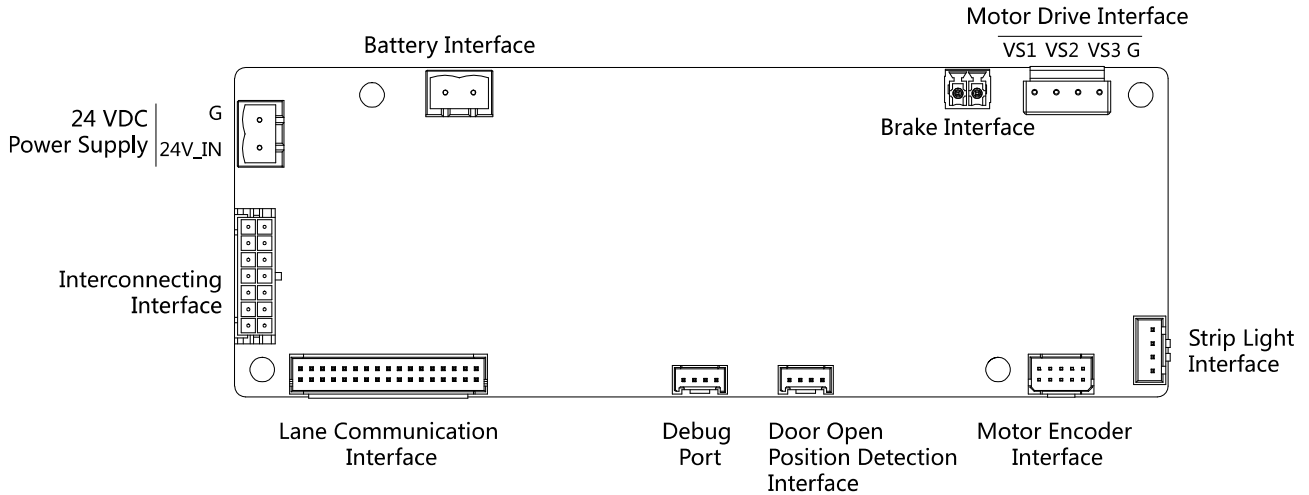 Motor Drive Interface
VS1 VS2 VS3 G
Battery Interface
24 VDC
Power Supply
G
24V_IN
Brake Interface
Interconnecting
Interface
Strip Light
Interface
Lane Communication
Interface
Debug
Port
Door Open
Position Detection
Interface
Motor Encoder
Interface